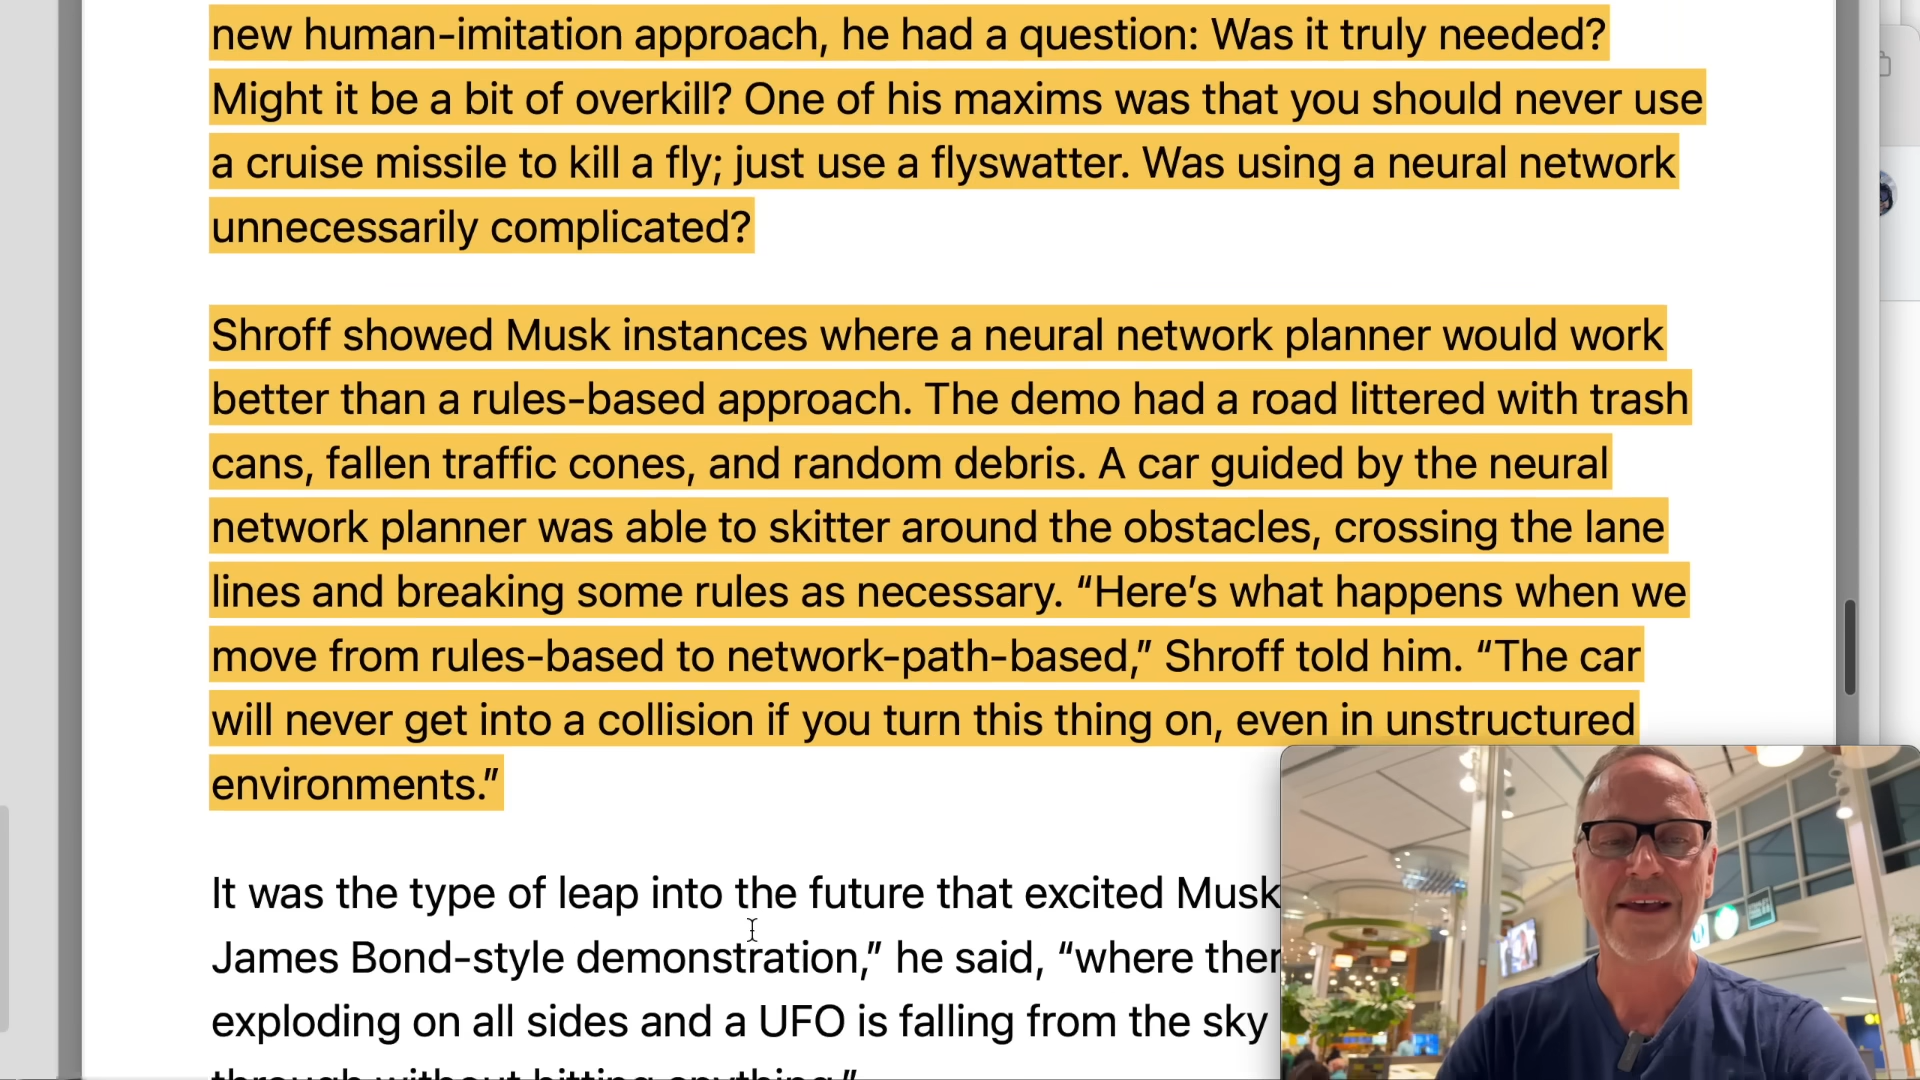 new human-imitation approach, he had a question: Was it truly needed?
Might it be a bit of overkill? One of his maxims was that you should never use
a cruise missile to kill a fly; just use a flyswatter. Was using a neural network
unnecessarily complicated?
Shroff showed Musk instances where a neural network planner would work
better than a rules-based approach. The demo had a road littered with trash
cans, fallen traffic cones, and random debris. A car guided by the neural
network planner was able to skitter around the obstacles, crossing the lane
lines and breaking some rules as necessary. “Here’s what happens when we
move from rules-based to network-path-based,” Shroff told him. “The car
will never get into a collision if you turn this thing on, even in unstructured
environments.”
It was the type of leap into the future that excited Musk
James Bond-style demonstration,” he said, “where
exploding on all sides and a UFO is falling from the sky
through without hitting anything.”